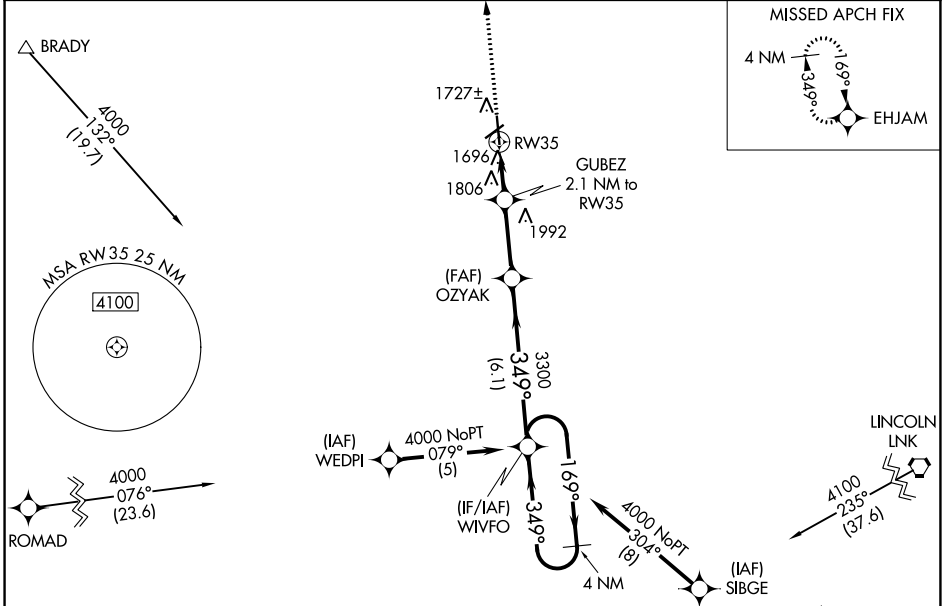 BRADY
4000
132°
(19.7)
MSA RW35 25 NM
4100
4000
076°
(23.6)
ROMAD
MISSED APCH FIX
4 NM
349°
169°
EHJAM
1727±
RW35
1696
1806
GUBEZ
2.1 NM to
RW35
1992
(FAF)
OZYAK
3300
349°
(6.1)
(IAF)
WEDPI
4000 NoPT
079°
(5)
(IF/IAF)
WIVFO
349°
169°
4 NM
4000 NoPT
304°
(8)
(IAF)
SIBGE
LINCOLN
LNK
4100
235°
(37.6)